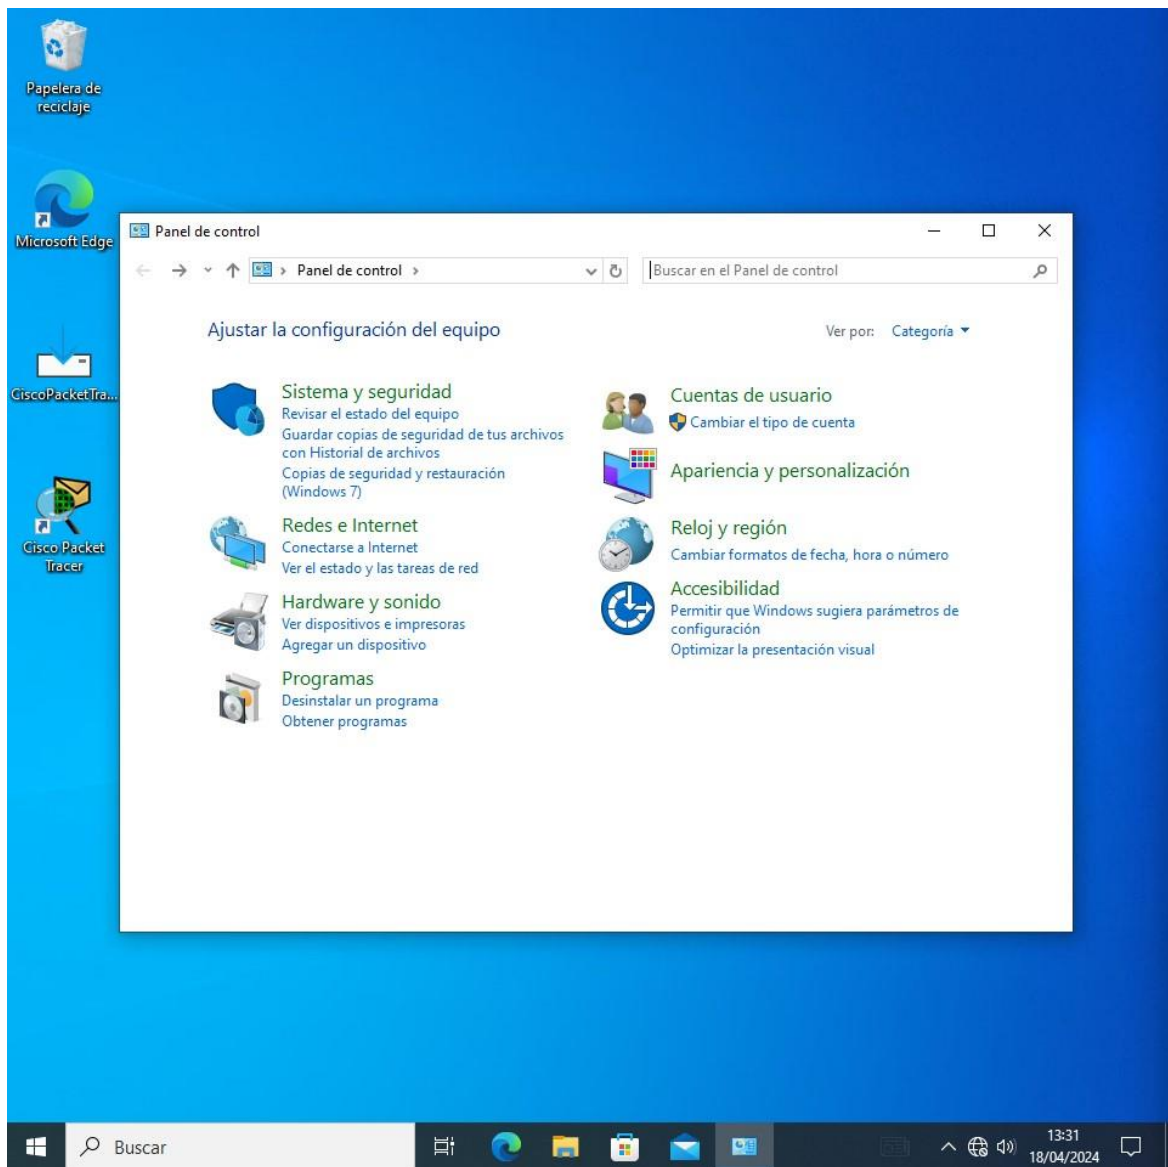 Papelera de
reciclaje
Microsoft Edge
CiscoPacketTra...
Cisco Packet
Tracer
Panel de control
Panel de control
Buscar en el Panel de control
Ajustar la configuración del equipo
Ver por:
Categoría
Sistema y seguridad
Revisar el estado del equipo
Guardar copias de seguridad de tus archivos
con Historial de archivos
Copias de seguridad y restauración
(Windows 7)
Redes e Internet
Conectarse a Internet
Ver el estado y las tareas de red
Hardware y sonido
Ver dispositivos e impresoras
Agregar un dispositivo
Programas
Desinstalar un programa
Obtener programas
Cuentas de usuario
Cambiar el tipo de cuenta
Apariencia y personalización
Reloj y región
Cambiar formatos de fecha, hora o número
Accesibilidad
Permitir que Windows sugiera parámetros de
configuración
Optimizar la presentación visual
Buscar
13:31
18/04/2024